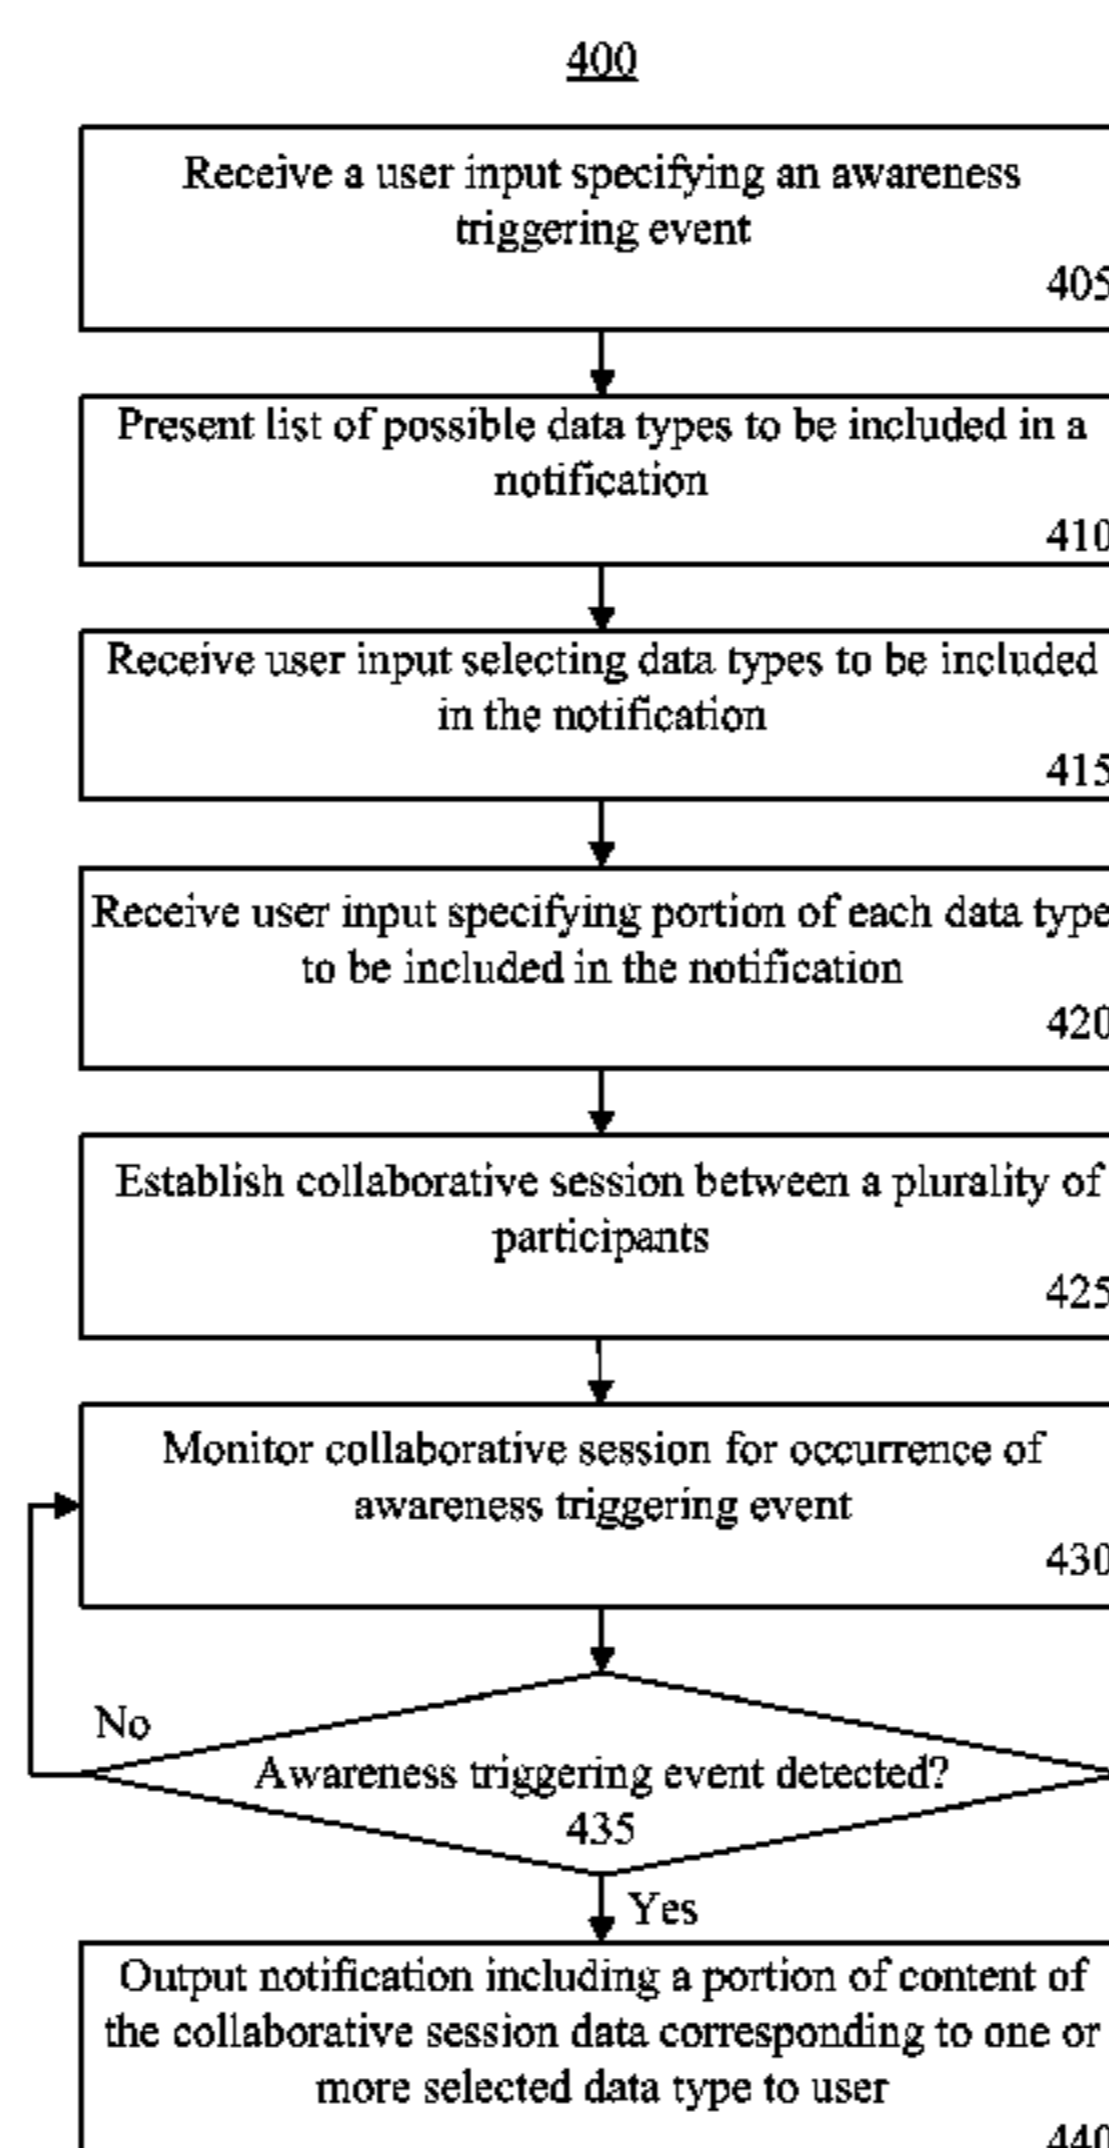 400
Receive a user input specifying an awareness
triggering event
405
Present list of possible data types to be included in a
notification
410
Receive user input selecting data types to be included
in the notification
415
Receive user input specifying portion of each data type
to be included in the notification
420
Establish collaborative session between a plurality of
participants
425
Monitor collaborative session for occurrence of
awareness triggering event
430
No
Awareness triggering event detected?
435
Yes
Output notification including a portion of content of
the collaborative session data corresponding to one or
more selected data type to user
440